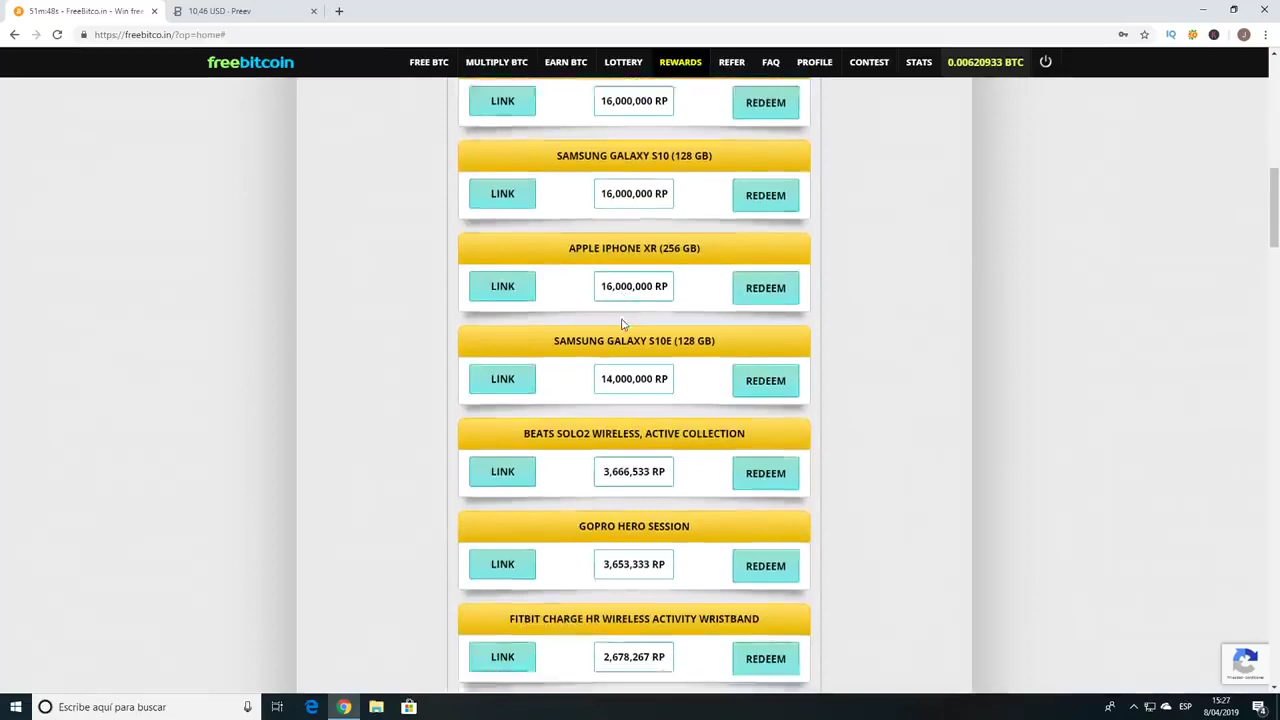 51m:48s - FreeBitco.in - Win free
10,46 USD - Preev
https://freebitco.in/?op=home#
IQ
J
freebitcoin
FREE BTC
MULTIPLY BTC
EARN BTC
LOTTERY
REWARDS
REFER
FAQ
PROFILE
CONTEST
STATS
0.00620933 BTC
LINK
16,000,000 RP
REDEEM
SAMSUNG GALAXY S10 (128 GB)
LINK
16,000,000 RP
REDEEM
APPLE IPHONE XR (256 GB)
LINK
16,000,000 RP
REDEEM
SAMSUNG GALAXY S10E (128 GB)
LINK
14,000,000 RP
REDEEM
BEATS SOLO2 WIRELESS, ACTIVE COLLECTION
LINK
3,666,533 RP
REDEEM
GOPRO HERO SESSION
LINK
3,653,333 RP
REDEEM
FITBIT CHARGE HR WIRELESS ACTIVITY WRISTBAND
LINK
2,678,267 RP
REDEEM
Escribe aquí para buscar
ESP
15:27
8/04/2019
4